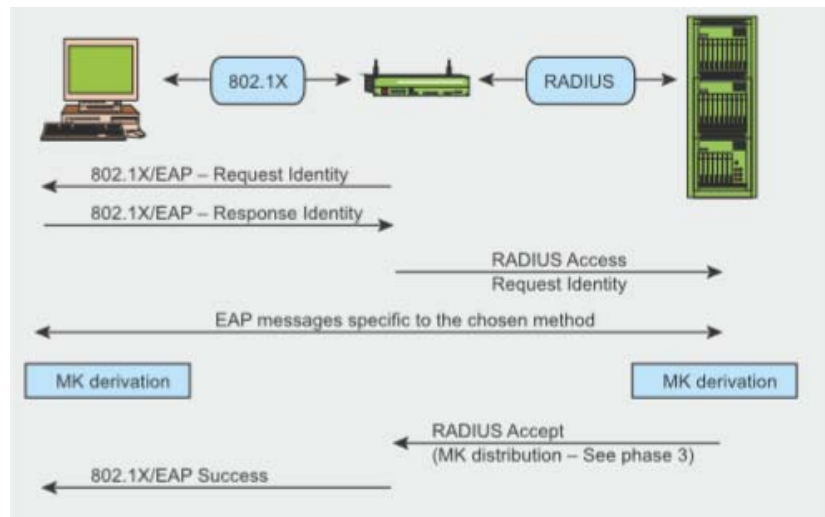 802.1X
RADIUS
802.1X/EAP – Request Identity
802.1X/EAP – Response Identity
RADIUS Access
Request Identity
EAP messages specific to the chosen method
MK derivation
MK derivation
RADIUS Accept
(MK distribution – See phase 3)
802.1X/EAP Success